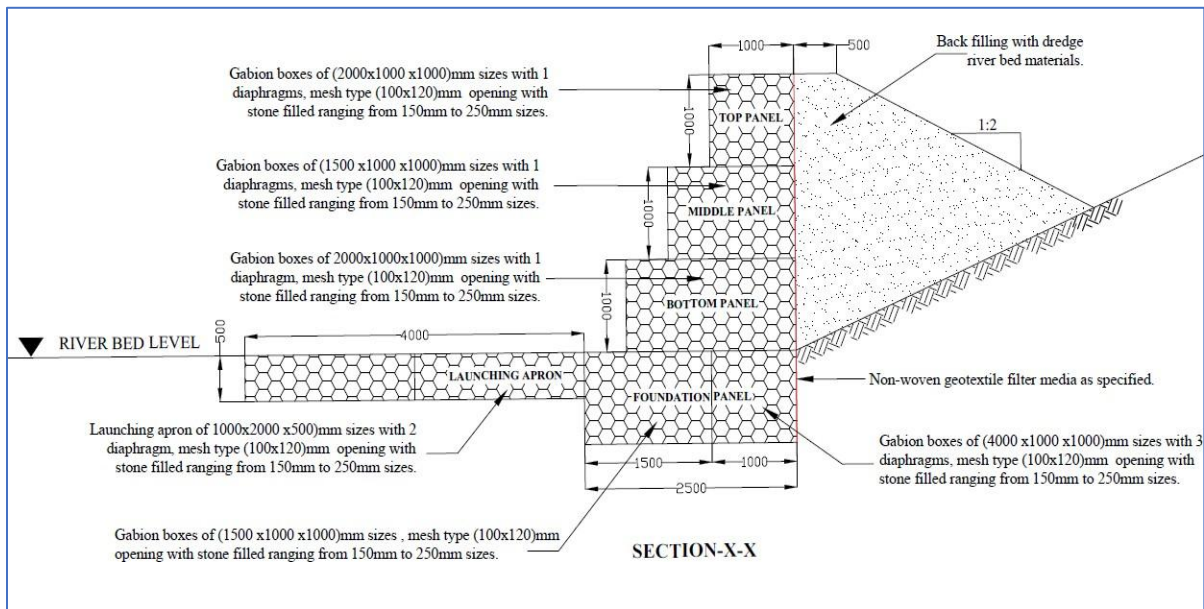 1000
500
Back filling with dredge
river bed materials.
Gabion boxes of (2000x1000 x1000)mm sizes with 1
diaphragms, mesh type (100x120)mm opening with
stone filled ranging from 150mm to 250mm sizes.
1000
TOP PANEL
1:2
Gabion boxes of (1500 x1000 x1000)mm sizes with 1
diaphragms, mesh type (100x120)mm opening with
stone filled ranging from 150mm to 250mm sizes.
1000
MIDDLE PANEL
Gabion boxes of 2000x1000x1000)mm sizes with 1
diaphragm, mesh type (100x120)mm opening with
stone filled ranging from 150mm to 250mm sizes.
1000
BOTTOM PANEL
500
4000
RIVER BED LEVEL
LAUNCHING APRON
FOUNDATION PANEL
Non-woven geotextile filter media as specified.
Launching apron of 1000x2000 x500)mm sizes with 2
diaphragm, mesh type (100x120)mm opening with
stone filled ranging from 150mm to 250mm sizes.
1500
1000
2500
Gabion boxes of (4000 x1000 x1000)mm sizes with 3
diaphragms, mesh type (100x120)mm opening with
stone filled ranging from 150mm to 250mm sizes.
Gabion boxes of (1500 x1000 x1000)mm sizes , mesh type (100x120)mm
opening with stone filled ranging from 150mm to 250mm sizes.
SECTION-X-X